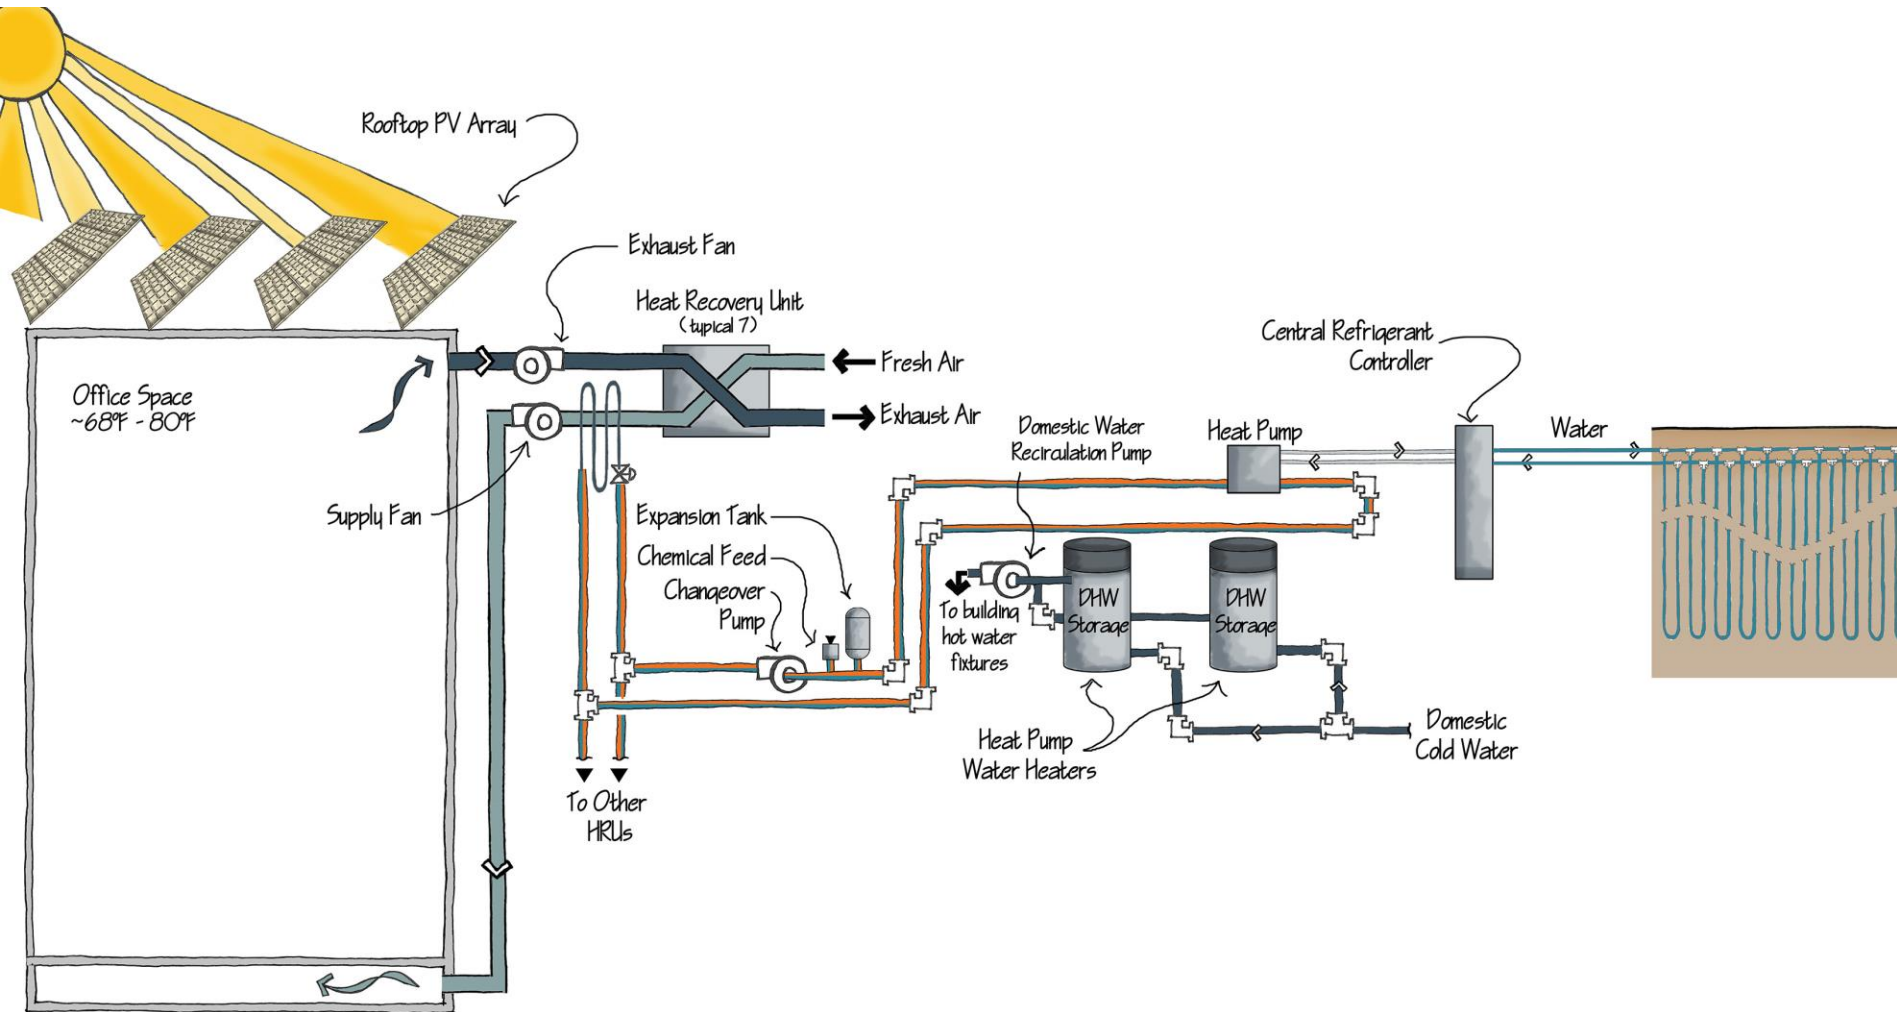 Rooftop PV Array
Exhaust Fan
Heat Recovery Unit
(typical 7)
Fresh Air
Exhaust Air
Office Space
~68°F - 80°F
Supply Fan
Expansion Tank
Chemical Feed
Changeover
Pump
To Other
HRUs
Domestic Water
Recirculation Pump
Heat Pump
Central Refrigerant
Controller
Water
To building
hot water
fixtures
DHW
Storage
DHW
Storage
Heat Pump
Water Heaters
Domestic
Cold Water